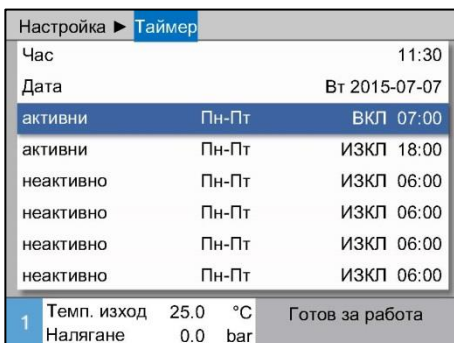 Настройка ► Таймер
Час 11:30
Дата Вт 2015-07-07
активни Пн-Пт ВКЛ 07:00
активни Пн-Пт ИЗКЛ 18:00
неактивно Пн-Пт ИЗКЛ 06:00
неактивно Пн-Пт ИЗКЛ 06:00
неактивно Пн-Пт ИЗКЛ 06:00
неактивно Пн-Пт ИЗКЛ 06:00
1 Темп. изход 25.0 °C Готов за работа
Налягане 0.0 bar